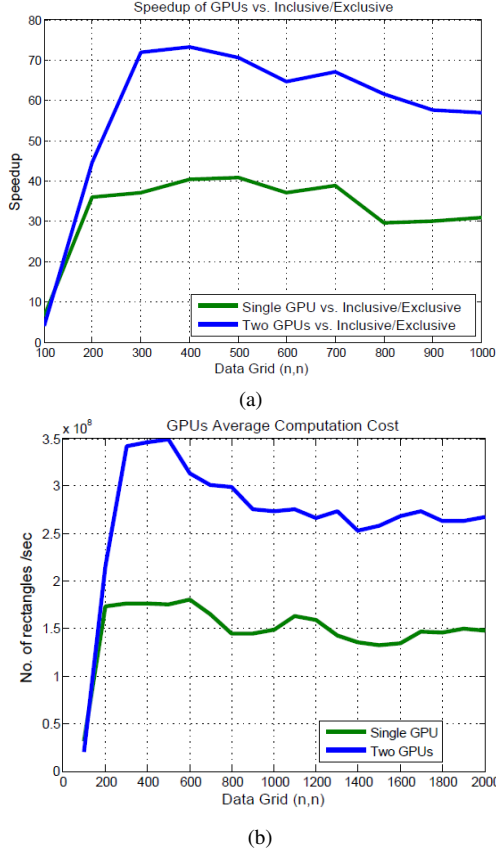 Speedup of GPUs vs. Inclusive/Exclusive
80
70
60
50
40
30
20
10
0
Speedup
Single GPU vs. Inclusive/Exclusive
Two GPUs vs. Inclusive/Exclusive
100 200 300 400 500 600 700 800 900 1000
Data Grid (n,n)
(a)
GPUs Average Computation Cost
x 10^8
3.5
3
2.5
2
1.5
1
0.5
0
No. of rectangles /sec
Single GPU
Two GPUs
0 200 400 600 800 1000 1200 1400 1600 1800 2000
Data Grid (n,n)
(b)